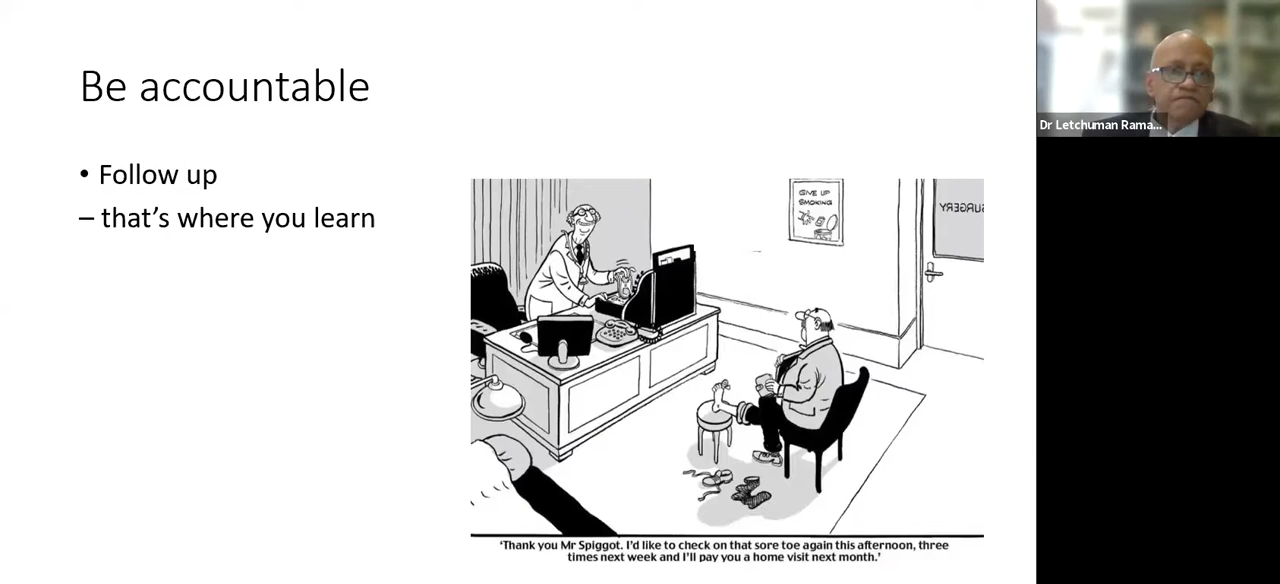 Be accountable
• Follow up
– that’s where you learn
Dr Letchuman Rama...
GIVE UP
SMOKING
SURGERY
‘Thank you Mr Spiggot. I’d like to check on that sore toe again this afternoon, three
times next week and I’ll pay you a home visit next month.’